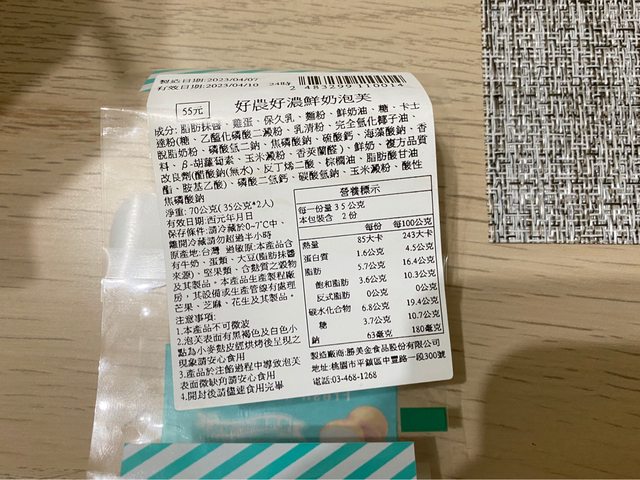 製造日期:2023/04/07
有效日期:2023/04/10 24時
2 483299 110014
55元
好農好濃鮮奶泡芙
成分:脂肪抹醬、雞蛋、保久乳、麵粉、鮮奶油、糖、卡士
達粉(糖、乙醯化磷酸二澱粉、乳清粉、完全氫化椰子油、
脫脂奶粉、磷酸氫二鈉、焦磷酸鈉、硫酸鈣、海藻酸鈉、香
料、β-胡蘿蔔素、玉米澱粉、香莢蘭醛)、鮮奶、複方品質
改良劑(醋酸鈉(無水)、反丁烯二酸、棕櫚油、脂肪酸甘油
酯、胺基乙酸)、磷酸二氫鈣、碳酸氫鈉、玉米澱粉、酸性
焦磷酸鈉
淨重:70公克(35公克*2入)
有效日期:西元年月日
保存條件:請冷藏於0~7℃中、
離開冷藏請勿超過半小時
原產地:台灣 過敏原:本產品含
有牛奶、蛋類、大豆(脂肪抹醬
來源)、堅果類、含麩質之穀物
及其製品。本產品生產製程廠
房,其設備或生產管線有處理
芒果、芝麻、花生及其製品。
注意事項:
1.本產品不可微波
2.泡芙表面有黑褐色及白色小
點為小麥麩皮經烘烤後呈現之
現象請安心食用
3.產品於注餡過程中導致泡芙
表面微缺角請安心食用
4.開封後請儘速食用完畢
營養標示
每一份量 35公克
本包裝含 2份
每份 每100公克
熱量 85大卡 243大卡
蛋白質 1.6公克 4.5公克
脂肪 5.7公克 16.4公克
飽和脂肪 3.6公克 10.3公克
反式脂肪 0公克 0公克
碳水化合物 6.8公克 19.4公克
糖 3.7公克 10.7公克
鈉 63毫克 180毫克
製造廠商:勝美金食品股份有限公司
地址:桃園市平鎮區中豐路一段300號
電話:03-468-1268